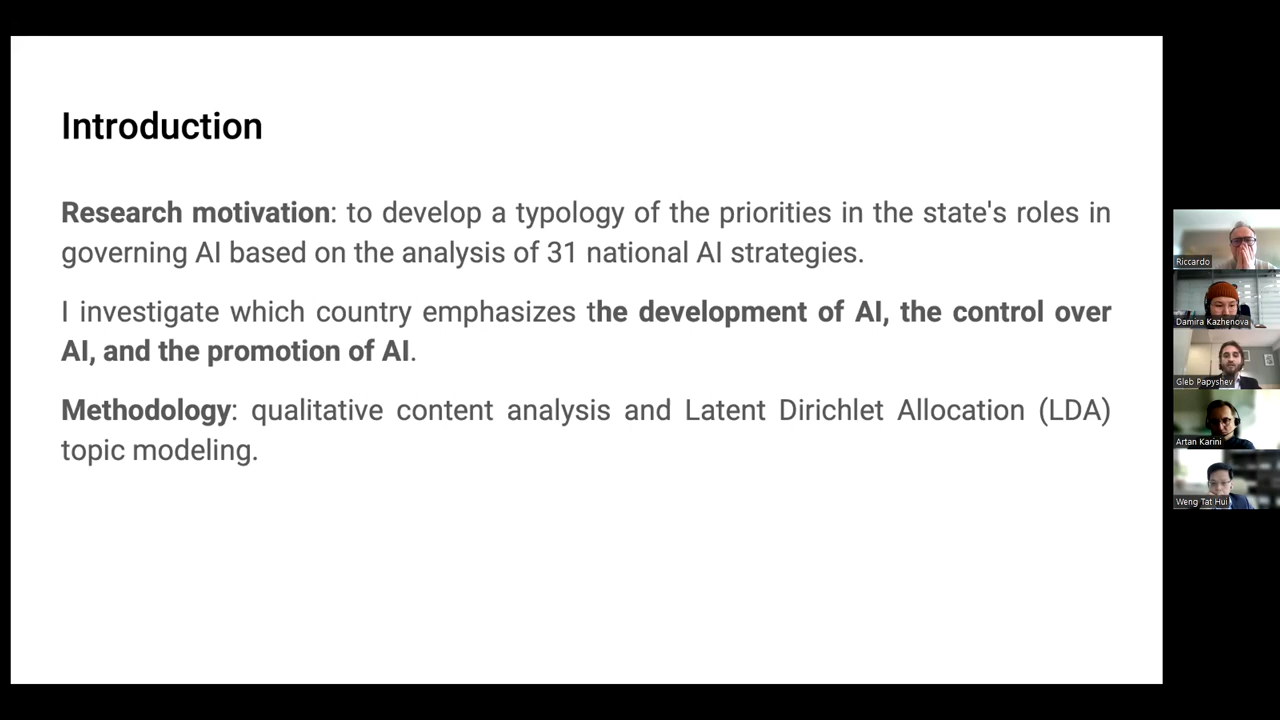 Introduction
Research motivation: to develop a typology of the priorities in the state's roles in
governing AI based on the analysis of 31 national AI strategies.
I investigate which country emphasizes the development of AI, the control over
AI, and the promotion of AI.
Methodology: qualitative content analysis and Latent Dirichlet Allocation (LDA)
topic modeling.
Riccardo
Damira Kazhenova
Gleb Papyshev
Artan Karini
Weng Tat Hui